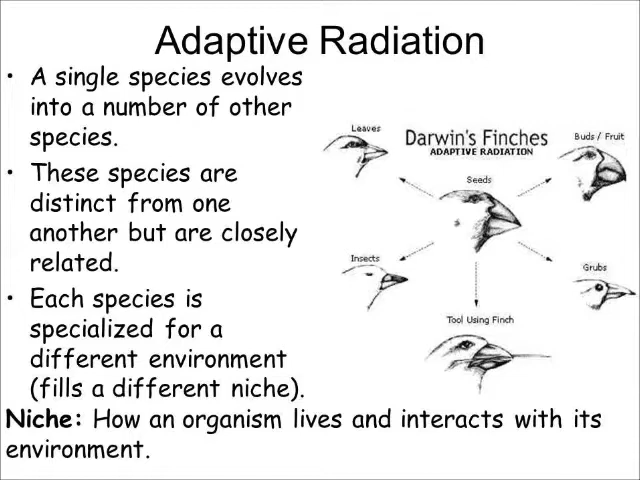 Adaptive Radiation
• A single species evolves
into a number of other
species.
• These species are
distinct from one
another but are closely
related.
• Each species is
specialized for a
different environment
(fills a different niche).
Niche: How an organism lives and interacts with its
environment.
Darwin's Finches
ADAPTIVE RADIATION
Leaves
Buds / Fruit
Seeds
Insects
Grubs
Tool Using Finch